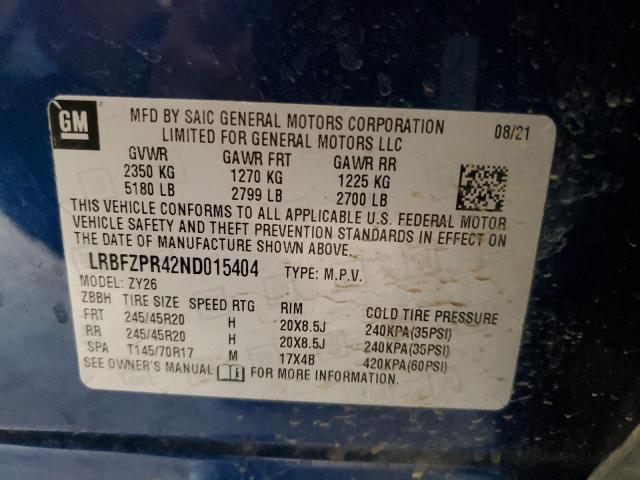 GM
MFD BY SAIC GENERAL MOTORS CORPORATION 08/21
LIMITED FOR GENERAL MOTORS LLC
GVWR GAWR FRT GAWR RR
2350 KG 1270 KG 1225 KG
5180 LB 2799 LB 2700 LB
THIS VEHICLE CONFORMS TO ALL APPLICABLE U.S. FEDERAL MOTOR
VEHICLE SAFETY AND THEFT PREVENTION STANDARDS IN EFFECT ON
THE DATE OF MANUFACTURE SHOWN ABOVE.
LRBFZPR42ND015404 TYPE: M.P.V.
MODEL: ZY26
ZBBH TIRE SIZE SPEED RTG RIM COLD TIRE PRESSURE
FRT 245/45R20 H 20X8.5J 240KPA(35PSI)
RR 245/45R20 H 20X8.5J 240KPA(35PSI)
SPA T145/70R17 M 17X4B 420KPA(60PSI)
SEE OWNER'S MANUAL FOR MORE INFORMATION.